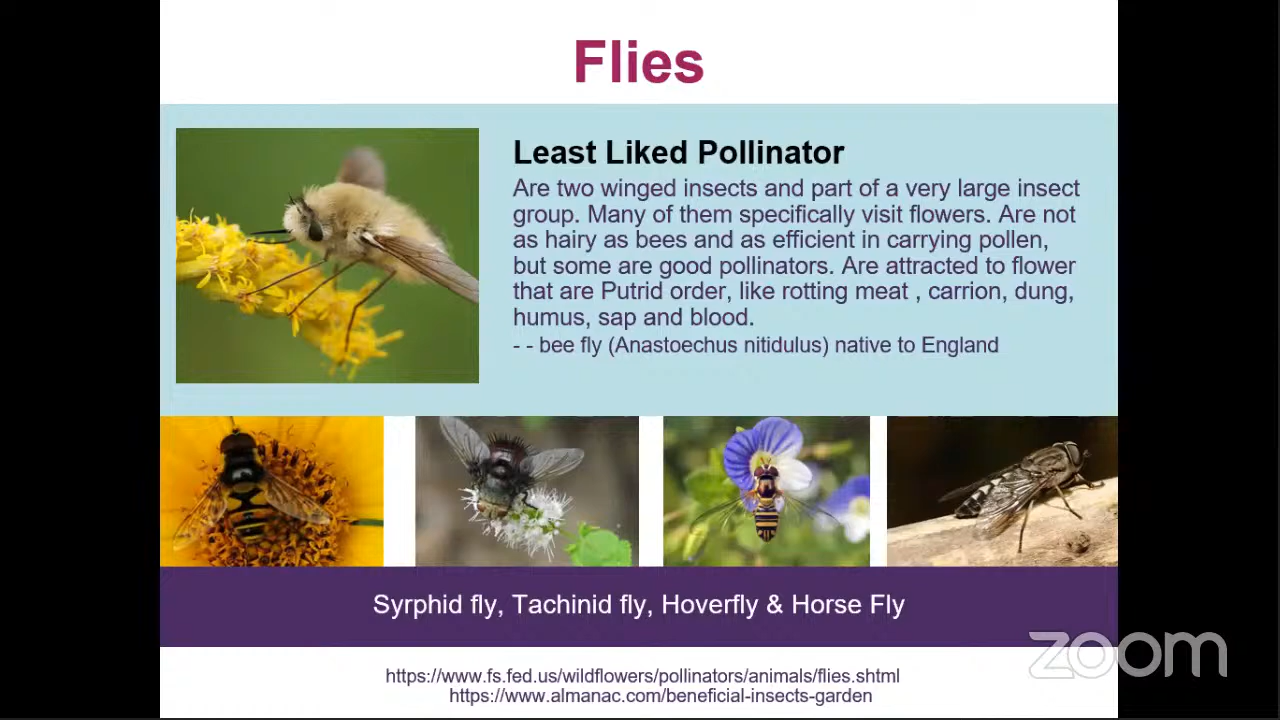 Flies
Least Liked Pollinator
Are two winged insects and part of a very large insect
group. Many of them specifically visit flowers. Are not
as hairy as bees and as efficient in carrying pollen,
but some are good pollinators. Are attracted to flower
that are Putrid order, like rotting meat , carrion, dung,
humus, sap and blood.
- - bee fly (Anastoechus nitidulus) native to England
Syrphid fly, Tachinid fly, Hoverfly & Horse Fly
https://www.fs.fed.us/wildflowers/pollinators/animals/flies.shtml
https://www.almanac.com/beneficial-insects-garden
zoom